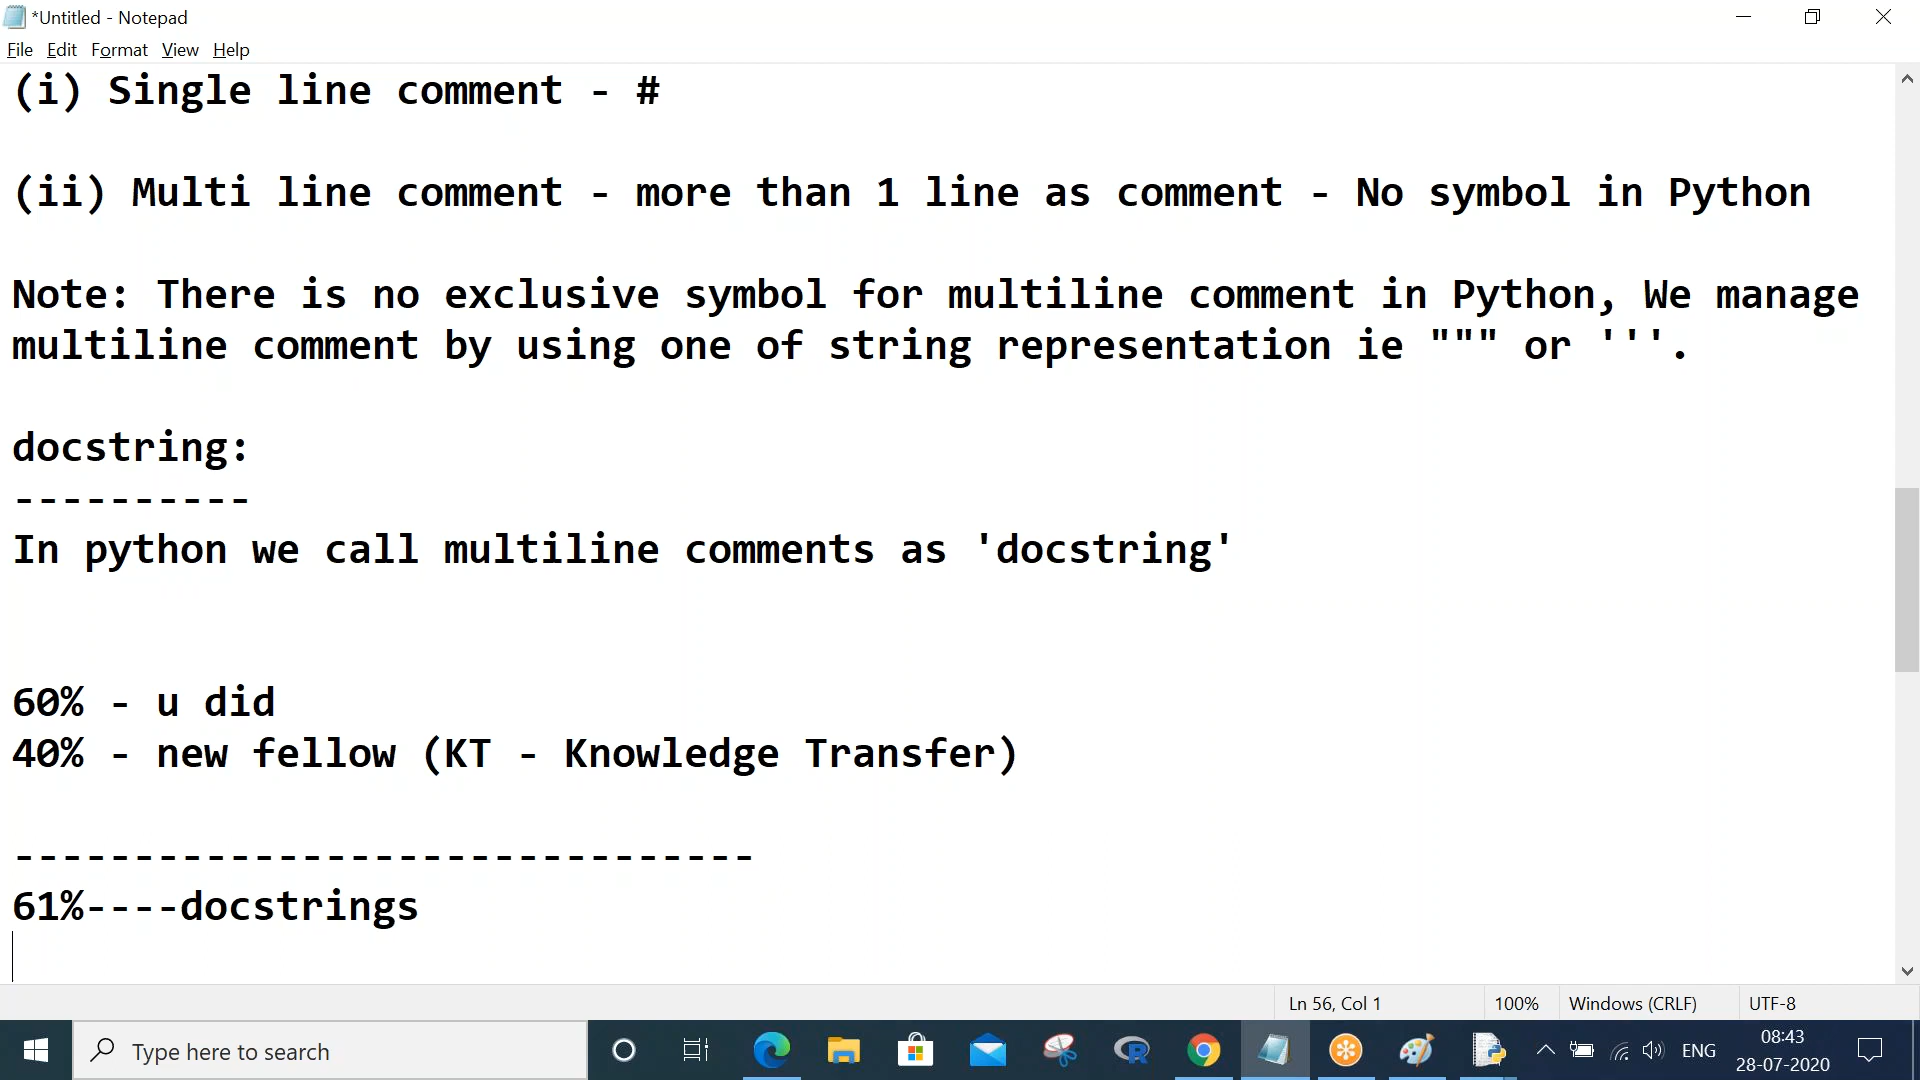 *Untitled - Notepad
File Edit Format View Help
(i) Single line comment - #
(ii) Multi line comment - more than 1 line as comment - No symbol in Python
Note: There is no exclusive symbol for multiline comment in Python, We manage
multiline comment by using one of string representation ie """ or '''.
docstring:
----------
In python we call multiline comments as 'docstring'
60% - u did
40% - new fellow (KT - Knowledge Transfer)
-------------------------------
61%----docstrings
Ln 56, Col 1 100% Windows (CRLF) UTF-8
Type here to search
ENG
08:43
28-07-2020